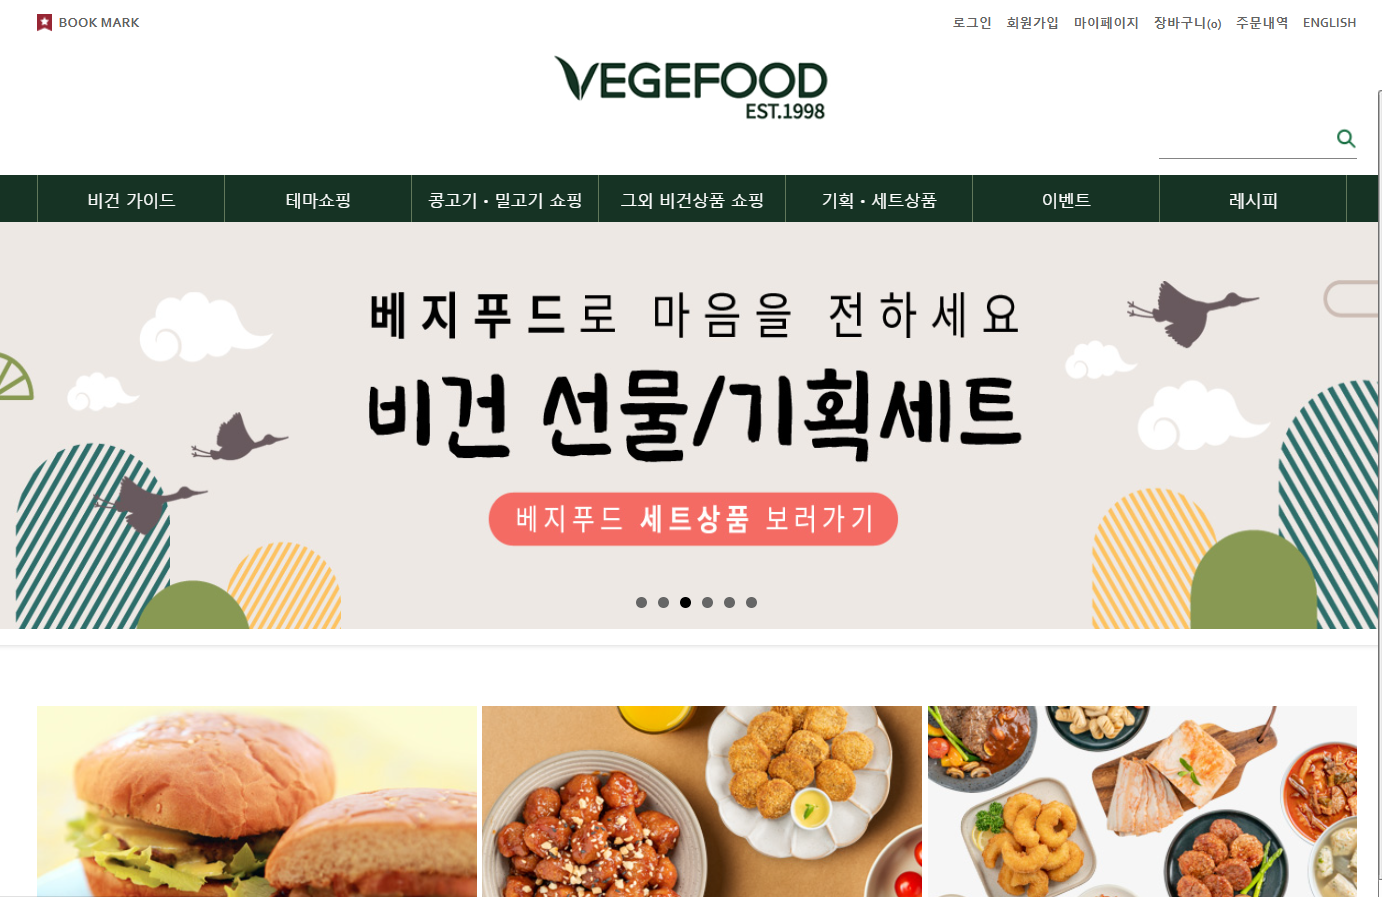 BOOK MARK
로그인 회원가입 마이페이지 장바구니(0) 주문내역 ENGLISH
VEGEFOOD
EST.1998
비건 가이드 테마쇼핑 콩고기 • 밀고기 쇼핑 그외 비건상품 쇼핑 기획 • 세트상품 이벤트 레시피
베지푸드로 마음을 전하세요
비건 선물/기획세트
베지푸드 세트상품 보러가기